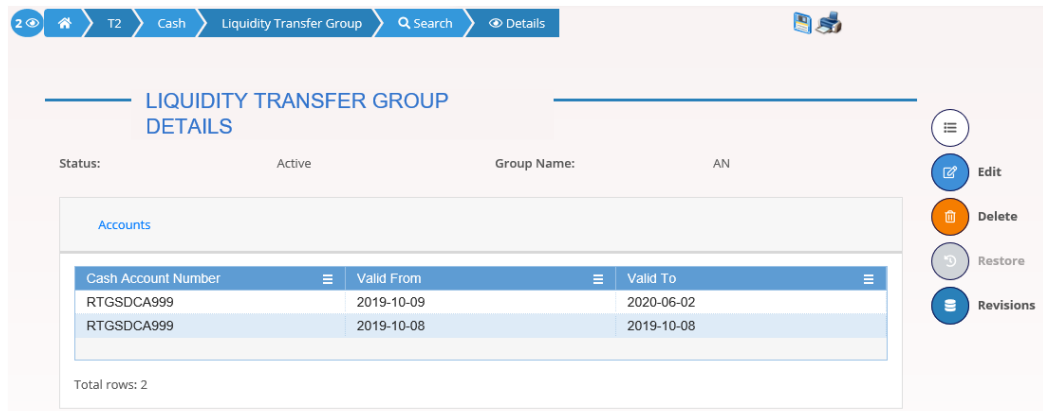 2 T2 Cash Liquidity Transfer Group Search Details
LIQUIDITY TRANSFER GROUP
DETAILS
Status: Active Group Name: AN
Edit
Delete
Restore
Revisions
Accounts
Cash Account Number Valid From Valid To
RTGSDCA999 2019-10-09 2020-06-02
RTGSDCA999 2019-10-08 2019-10-08
Total rows: 2